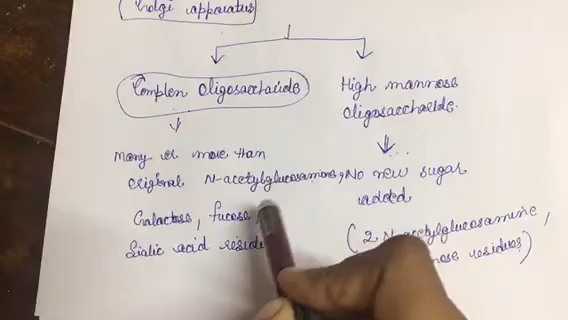 Golgi apparatus
Complex Oligosaccharide
High mannose
Oligosaccharide.
Many or more than
original N-acetylglucosamine,
Galactose, fucose
Sialic acid
No new sugar
added
(2 N-acetylglucosamine,
residues)